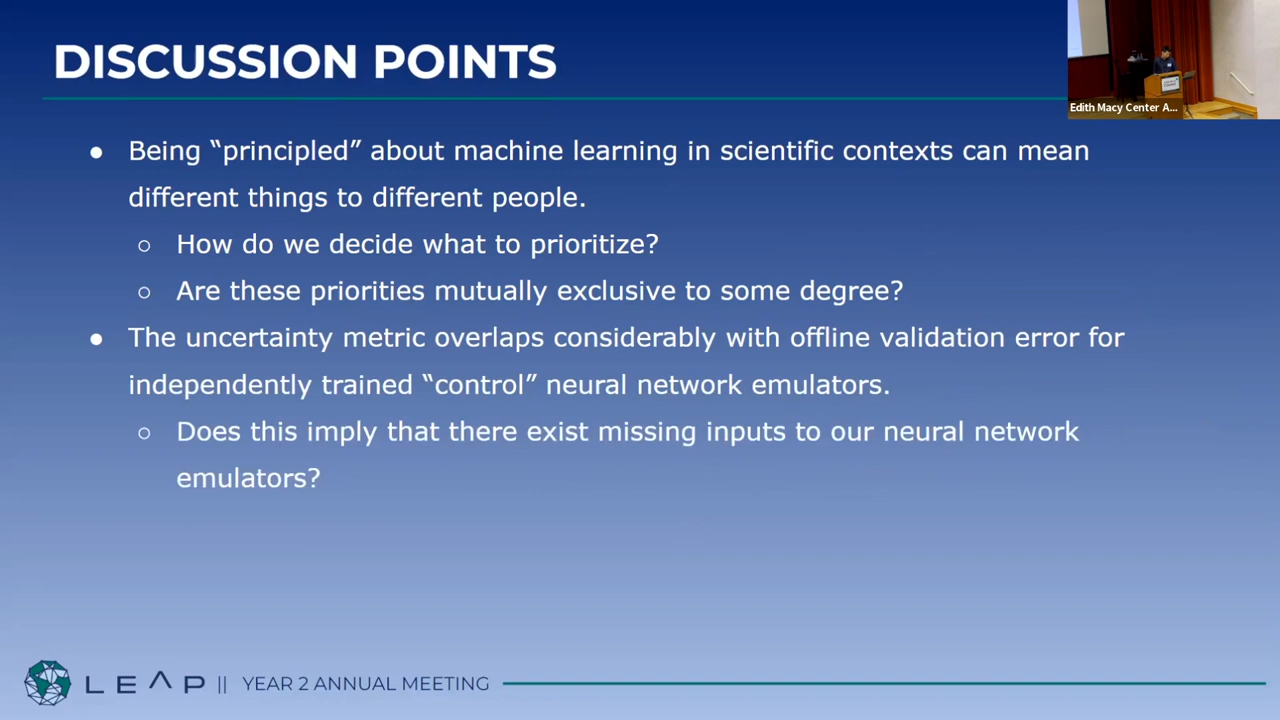 DISCUSSION POINTS
Edith Macy Center A...
● Being “principled” about machine learning in scientific contexts can mean
different things to different people.
○ How do we decide what to prioritize?
○ Are these priorities mutually exclusive to some degree?
● The uncertainty metric overlaps considerably with offline validation error for
independently trained “control” neural network emulators.
○ Does this imply that there exist missing inputs to our neural network
emulators?
LEAP || YEAR 2 ANNUAL MEETING